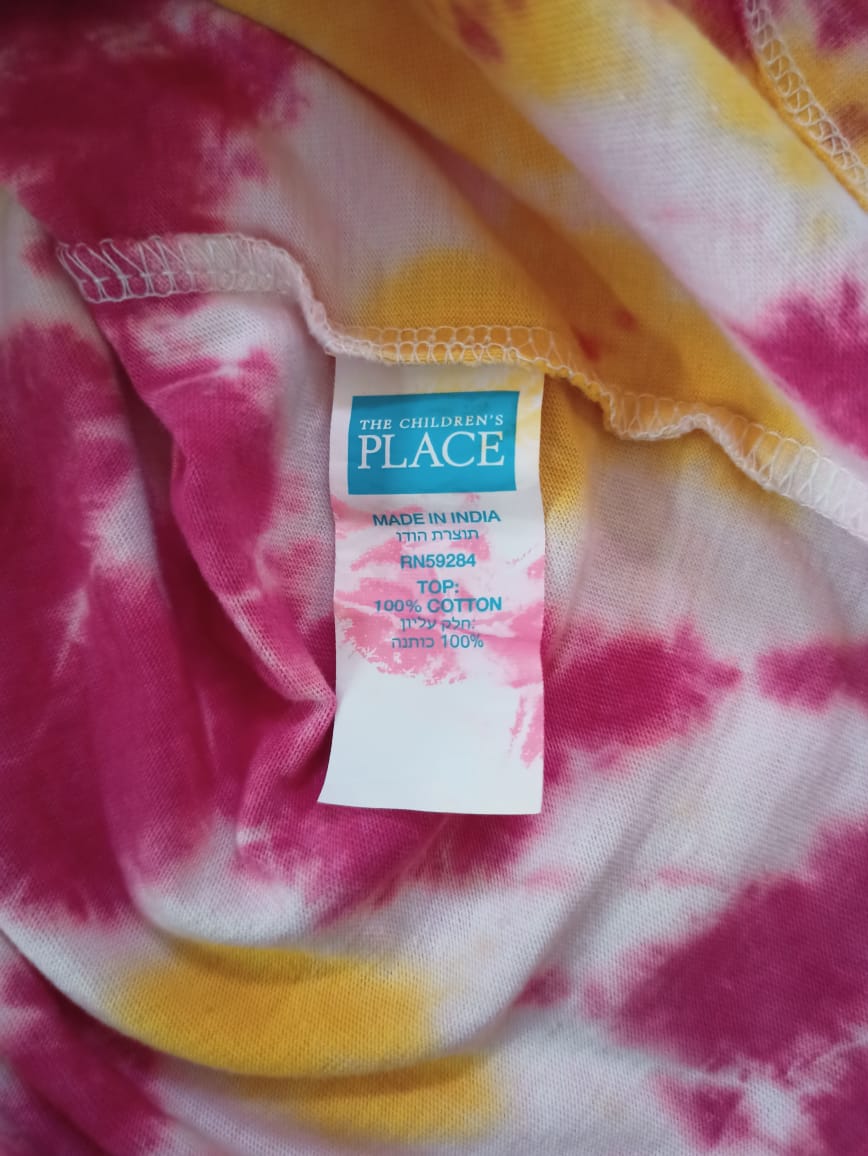 THE CHILDREN'S
PLACE
MADE IN INDIA
תוצרת הודו
RN59284
TOP:
100% COTTON
חלק עליון:
100% כותנה